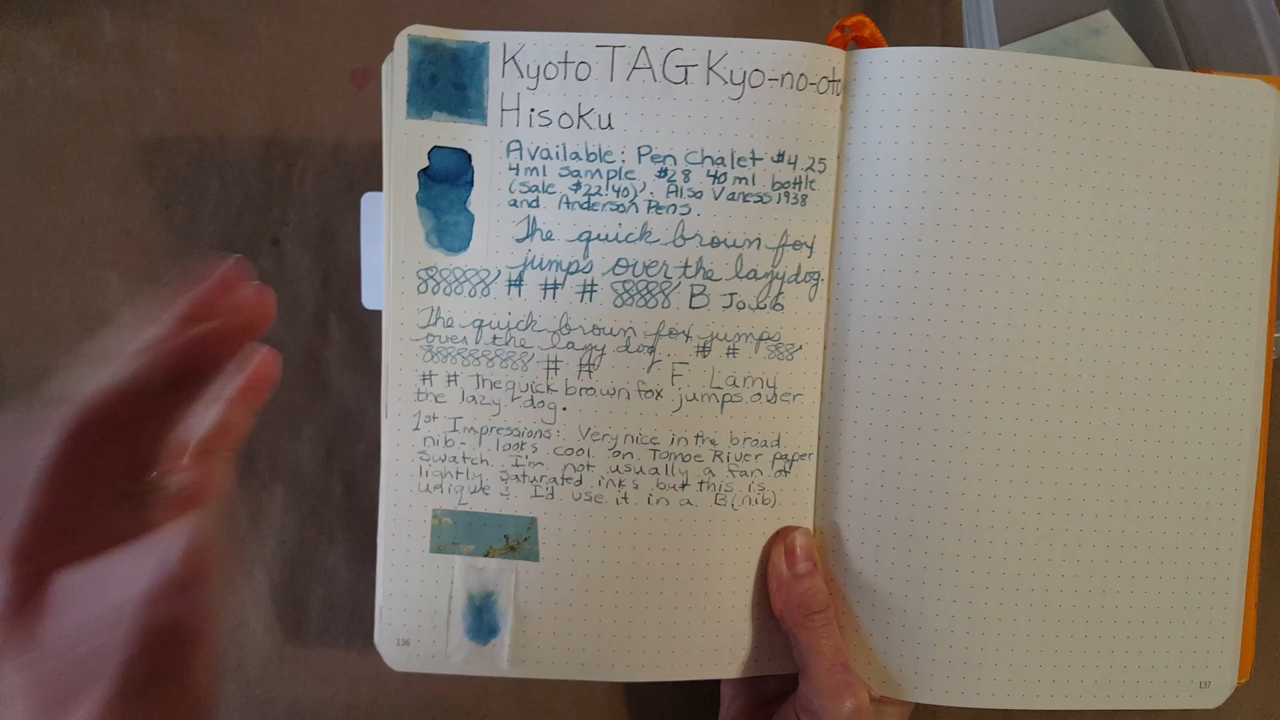 Kyoto TAG Kyo-no-oto
Hisoku
Available: Pen Chalet $4.25
4ml sample, $28 40ml bottle
(sale $22.40). Also Vaness 1938
and Anderson Pens.
The quick brown fox
jumps over the lazy dog.
# # # B JoLG
The quick brown fox jumps
over the lazy dog. # #
# # F Lamy
# # The quick brown fox jumps over
the lazy dog.
1st Impressions: Very nice in the broad
nib- looks cool on Tomoe River paper
swatch. I'm not usually a fan of
lightly saturated inks but this is
unique & I'd use it in a B(nib).
136
137